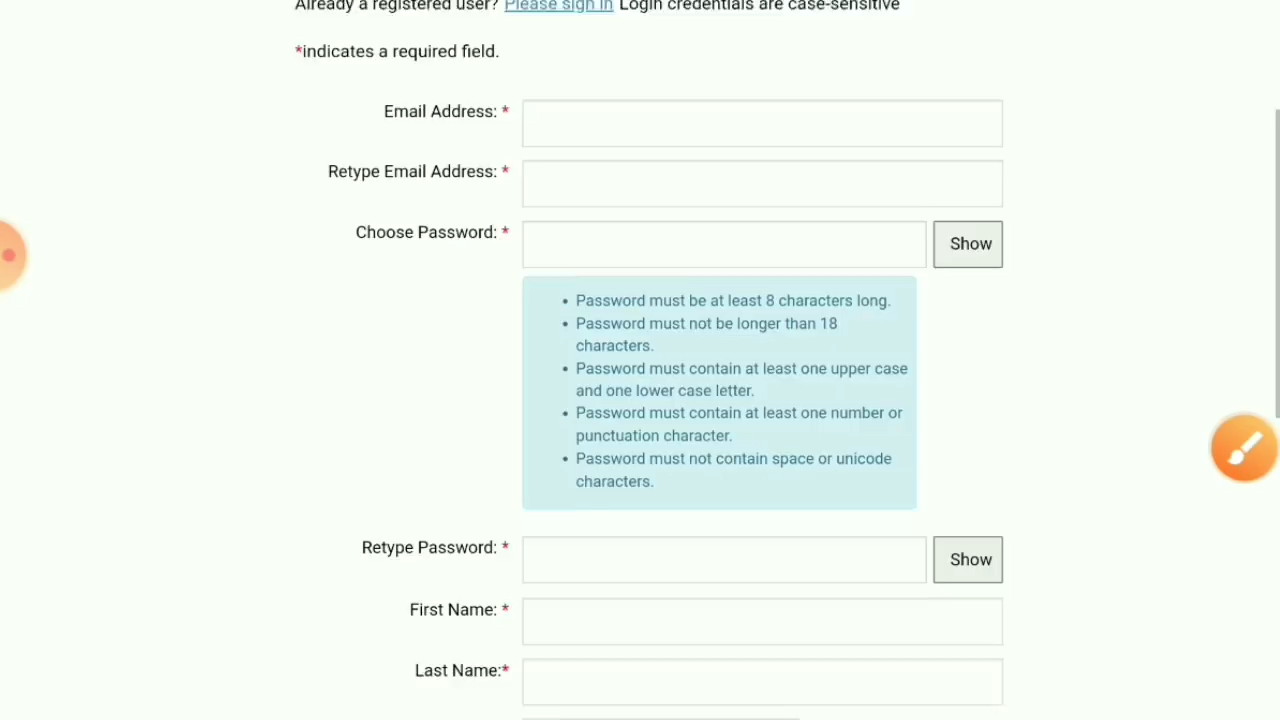 Already a registered user? Please sign in Login credentials are case-sensitive
*indicates a required field.
Email Address: *
Retype Email Address: *
Choose Password: *
Show
• Password must be at least 8 characters long.
• Password must not be longer than 18
characters.
• Password must contain at least one upper case
and one lower case letter.
• Password must contain at least one number or
punctuation character.
• Password must not contain space or unicode
characters.
Retype Password: *
Show
First Name: *
Last Name:*